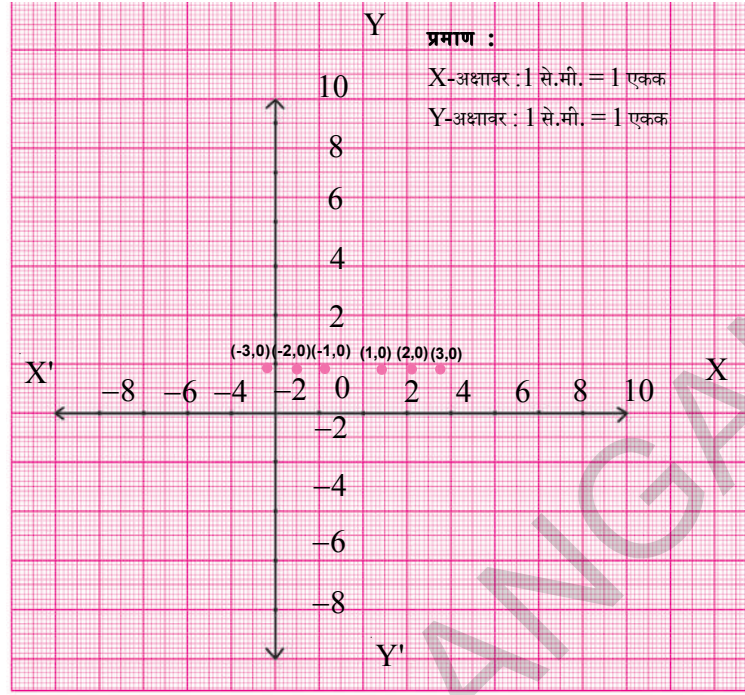 Y
प्रमाण :
X-अक्षावर : 1 से.मी. = 1 एकक
Y-अक्षावर : 1 से.मी. = 1 एकक
10
8
6
4
2
(-3,0) (-2,0) (-1,0) (1,0) (2,0) (3,0)
X' X
−8 −6 −4 −2 0 2 4 6 8 10
−2
−4
−6
−8
Y'
ANGA